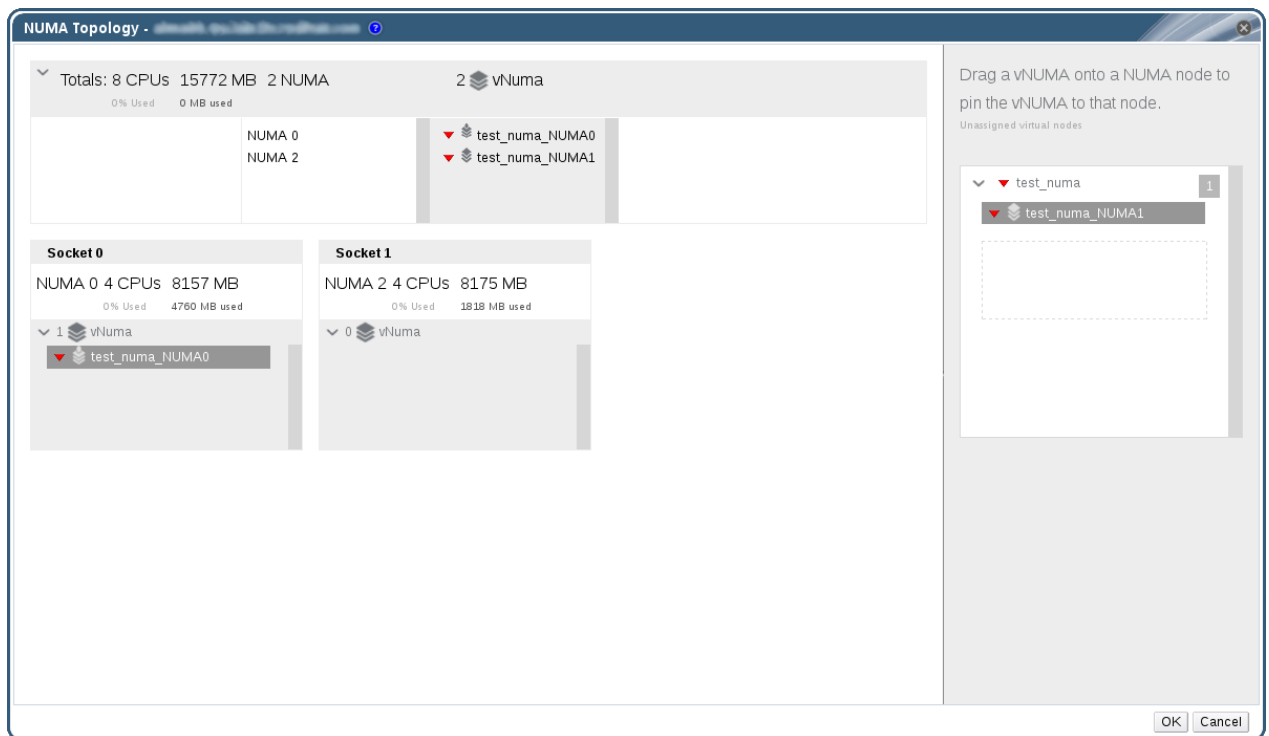 NUMA Topology -
Totals: 8 CPUs 15772 MB 2 NUMA 2 vNuma
0% Used 0 MB used
NUMA 0 test_numa_NUMA0
NUMA 2 test_numa_NUMA1
Socket 0
NUMA 0 4 CPUs 8157 MB
0% Used 4760 MB used
1 vNuma
test_numa_NUMA0
Socket 1
NUMA 2 4 CPUs 8175 MB
0% Used 1818 MB used
0 vNuma
Drag a vNUMA onto a NUMA node to
pin the vNUMA to that node.
Unassigned virtual nodes
test_numa 1
test_numa_NUMA1
OK Cancel